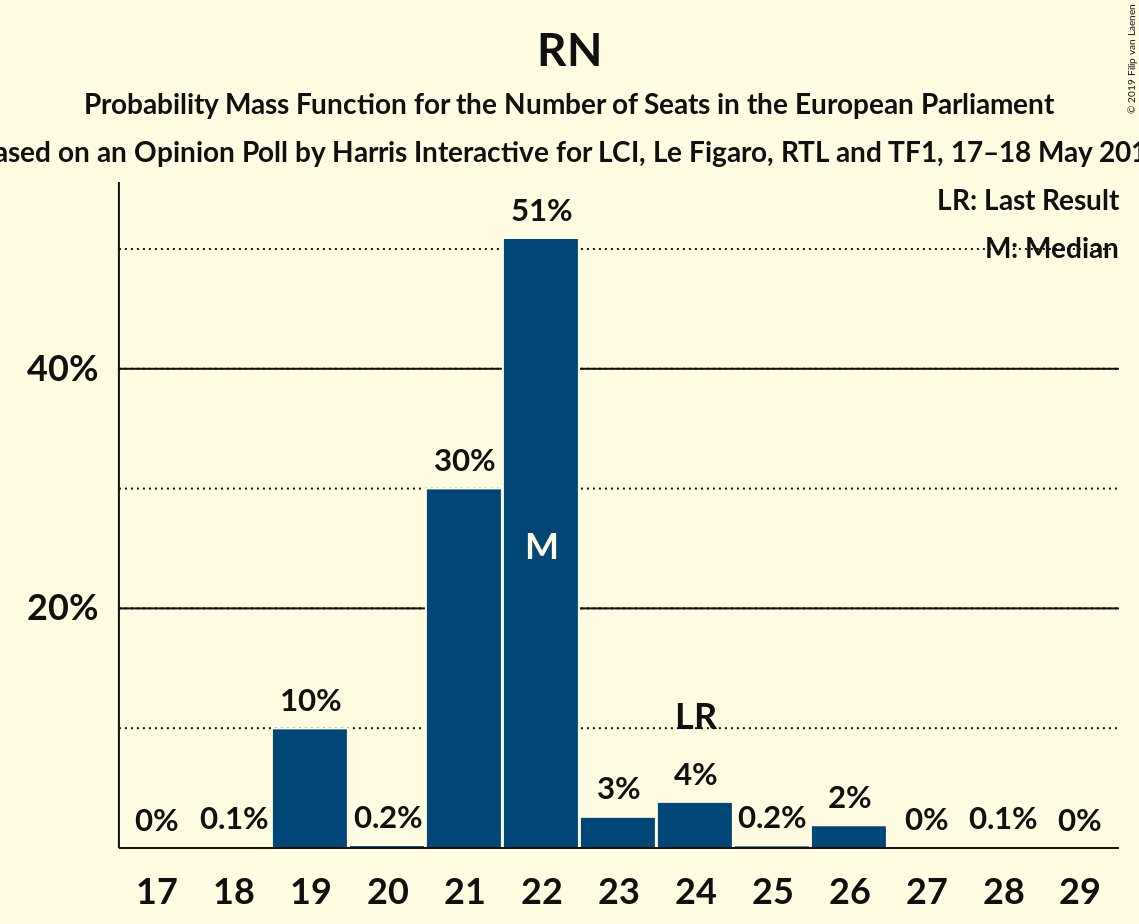 RN
Probability Mass Function for the Number of Seats in the European Parliament
ased on an Opinion Poll by Harris Interactive for LCI, Le Figaro, RTL and TF1, 17–18 May 201
© 2019 Filip van Laenen
LR: Last Result
M: Median
51%
40%
30%
M
20%
10%
LR
4%
3%
2%
0% 0.1% 0.2% 0.2% 0% 0.1% 0%
17 18 19 20 21 22 23 24 25 26 27 28 29